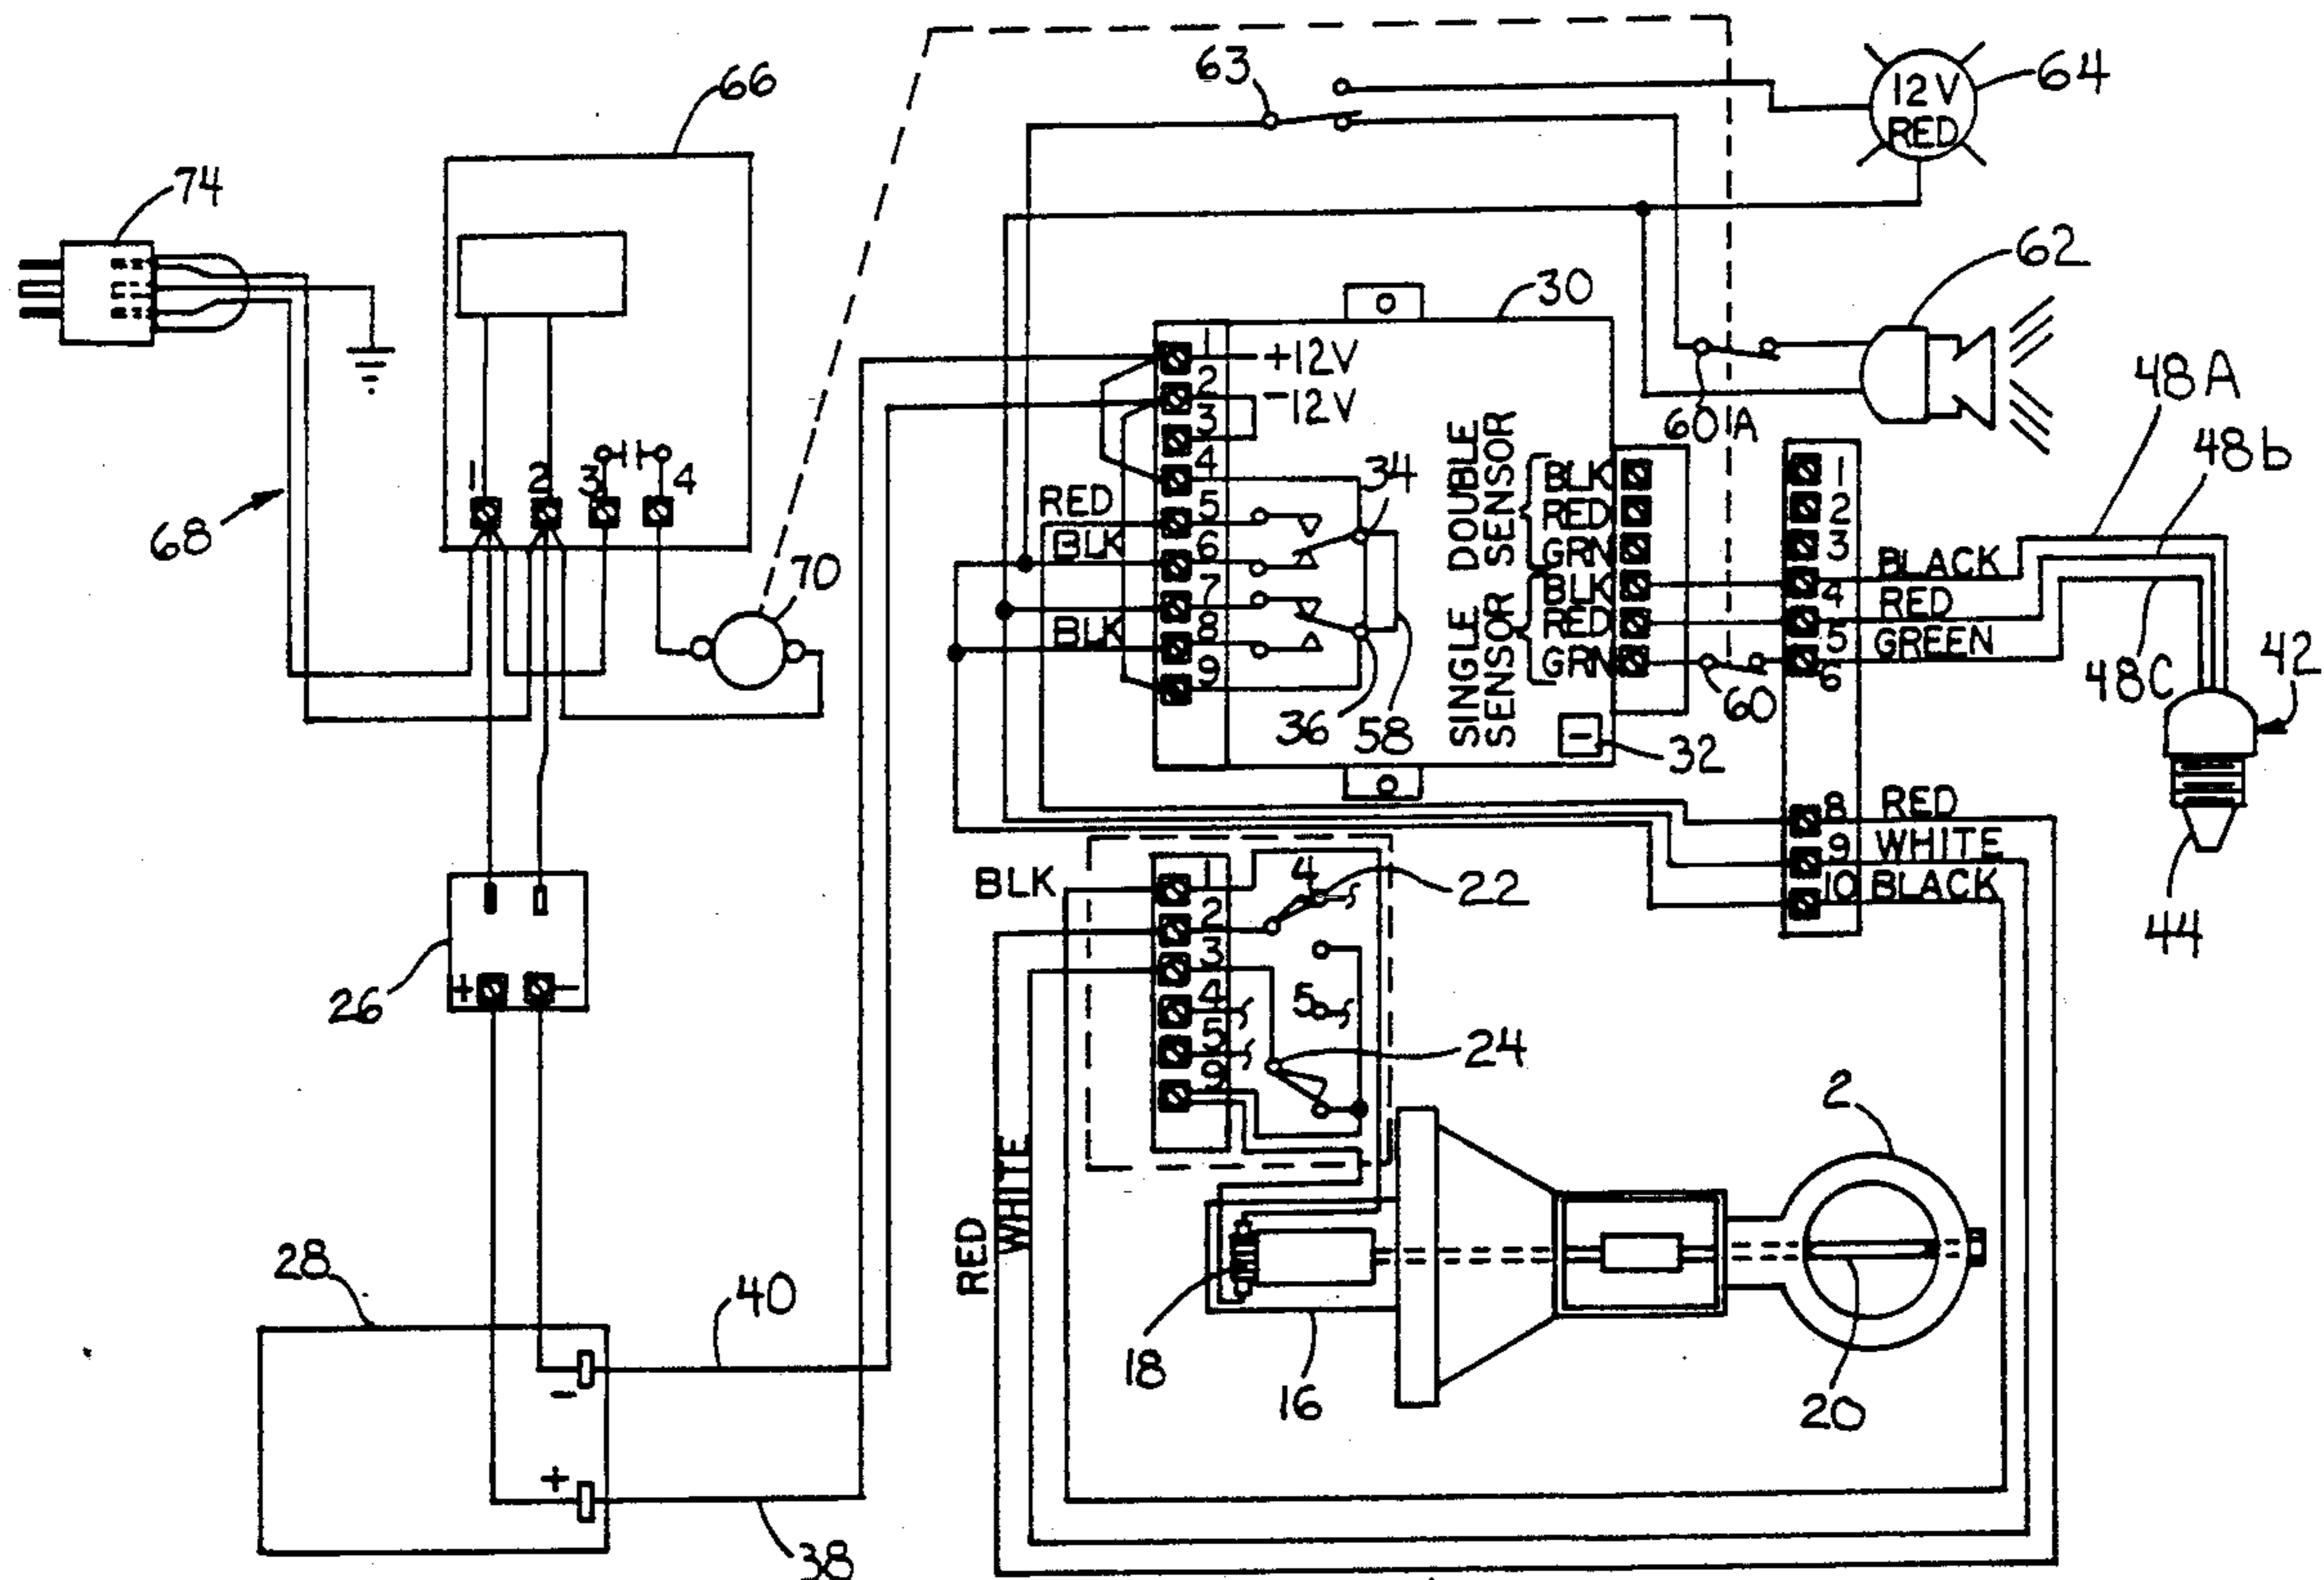 66
63
12V
RED
64
74
62
30
1
+12V
2
-12V
3
4
34
RED
5
BLK
6
7
BLK
8
9
36
58
DOUBLE
SENSOR
SINGLE
SENSOR
BLK
RED
GRN
BLK
RED
GRN
32
60A
60
48A
48b
48C
1
2
3
BLACK
4
RED
5
GREEN
6
42
44
8
RED
9
WHITE
10
BLACK
1
2
3
4
68
70
26
+
-
BLK
1
2
3
4
5
9
4
5
22
24
RED
WHITE
2
20
18
16
28
40
-
+
38